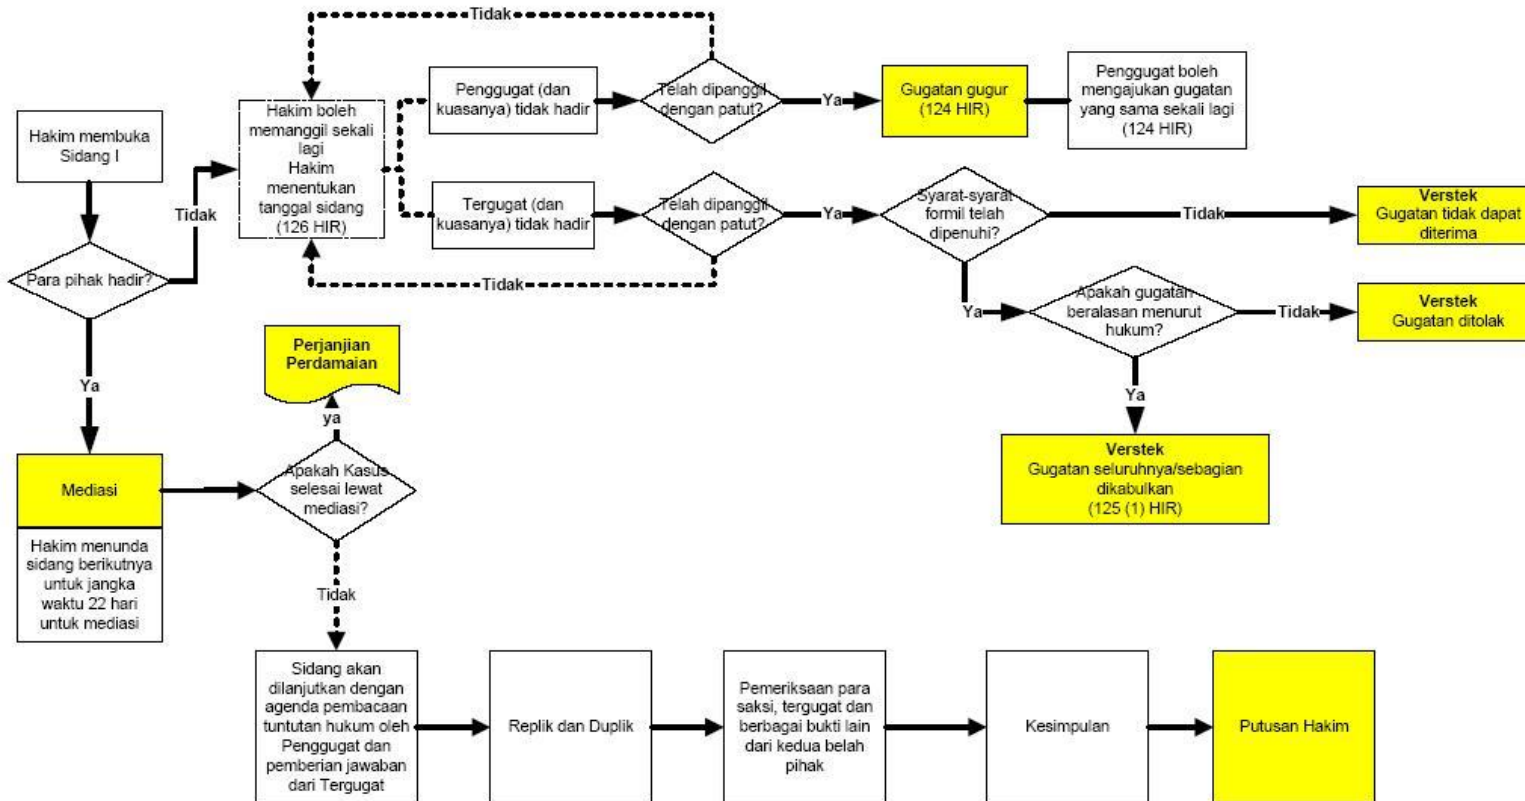 Tidak
Penggugat (dan
kuasanya) tidak hadir
Telah dipanggil
dengan patut?
Ya
Gugatan gugur
(124 HIR)
Penggugat boleh
mengajukan gugatan
yang sama sekali lagi
(124 HIR)
Hakim membuka
Sidang I
Hakim boleh
memanggil sekali
lagi
Hakim
menentukan
tanggal sidang
(126 HIR)
Tidak
Tergugat (dan
kuasanya) tidak hadir
Telah dipanggil
dengan patut?
Ya
Syarat-syarat
formil telah
dipenuhi?
Tidak
Verstek
Gugatan tidak dapat
diterima
Para pihak hadir?
Tidak
Ya
Apakah gugatan
beralasan menurut
hukum?
Tidak
Verstek
Gugatan ditolak
Perjanjian
Perdamaian
Ya
ya
Ya
Verstek
Gugatan seluruhnya/sebagian
dikabulkan
(125 (1) HIR)
Mediasi
Apakah Kasus
selesai lewat
mediasi?
Hakim menunda
sidang berikutnya
untuk jangka
waktu 22 hari
untuk mediasi
Tidak
Sidang akan
dilanjutkan dengan
agenda pembacaan
tuntutan hukum oleh
Penggugat dan
pemberian jawaban
dari Tergugat
Replik dan Duplik
Pemeriksaan para
saksi, tergugat dan
berbagai bukti lain
dari kedua belah
pihak
Kesimpulan
Putusan Hakim